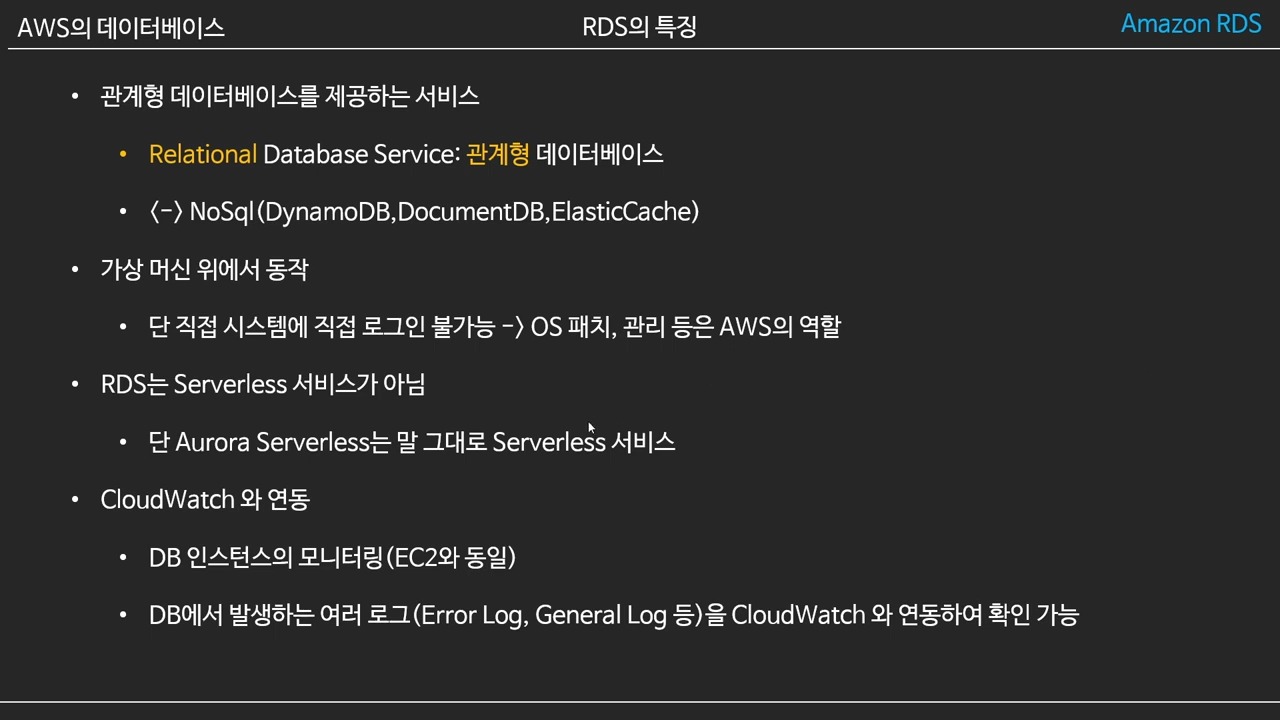 AWS의 데이터베이스
RDS의 특징
Amazon RDS
• 관계형 데이터베이스를 제공하는 서비스
• Relational Database Service: 관계형 데이터베이스
• <-> NoSql(DynamoDB,DocumentDB,ElasticCache)
• 가상 머신 위에서 동작
• 단 직접 시스템에 직접 로그인 불가능 -> OS 패치, 관리 등은 AWS의 역할
• RDS는 Serverless 서비스가 아님
• 단 Aurora Serverless는 말 그대로 Serverless 서비스
• CloudWatch 와 연동
• DB 인스턴스의 모니터링(EC2와 동일)
• DB에서 발생하는 여러 로그(Error Log, General Log 등)을 CloudWatch 와 연동하여 확인 가능